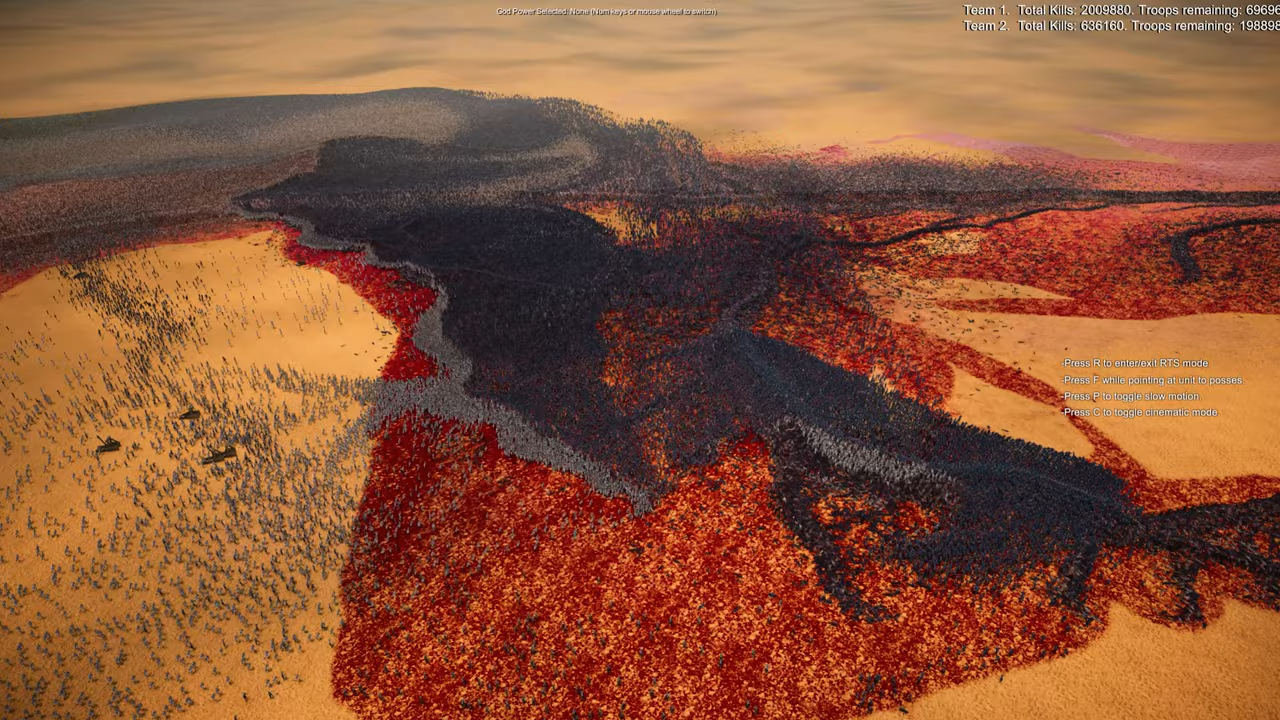 God Power Selected: None (Num keys or mouse wheel to switch)
Team 1. Total Kills: 2009880. Troops remaining: 69696
Team 2. Total Kills: 636160. Troops remaining: 198898
-Press R to enter/exit RTS mode
-Press F while pointing at unit to posses.
-Press P to toggle slow motion.
-Press C to toggle cinematic mode.